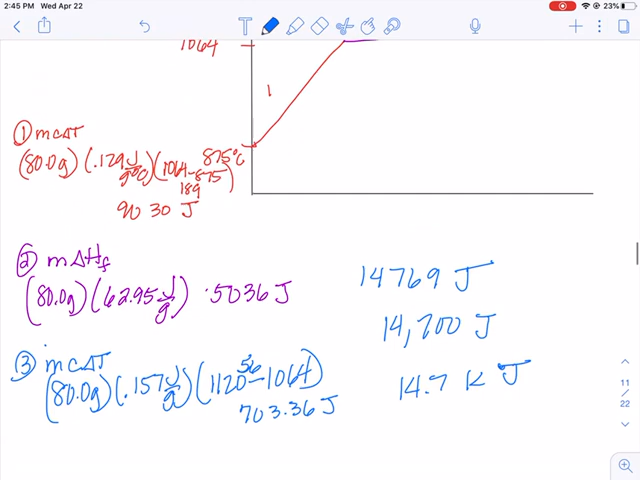 2:45 PM Wed Apr 22
23%
1064
1
① mcΔT
875°C
(80.0g)(.129 J/g°C)(1064-875)
189
9030 J
② mΔHf
(80.0g)(62.95 J/g) .5036 J
③ mcΔT
56
(80.0g)(.157 J/g)(1120-1064)
703.36 J
14769 J
14,700 J
14.7 KJ
11
/
22